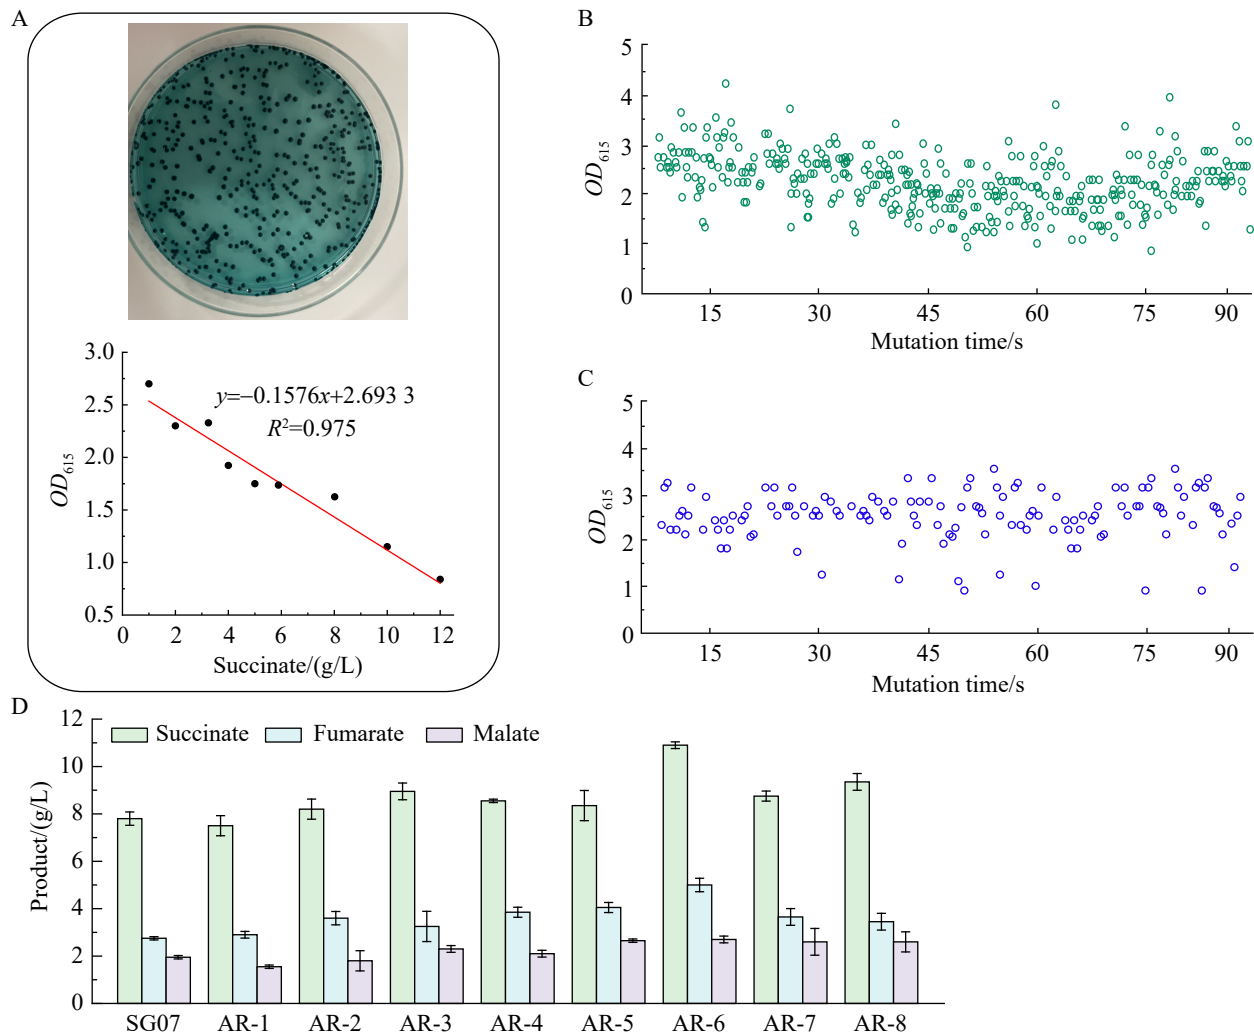 A
3.0
2.5
2.0
1.5
1.0
0.5
OD615
y=−0.1576x+2.693 3
R2=0.975
0 2 4 6 8 10 12
Succinate/(g/L)
B
5
4
3
2
1
0
OD615
15 30 45 60 75 90
Mutation time/s
C
5
4
3
2
1
0
OD615
15 30 45 60 75 90
Mutation time/s
D
12
10
8
6
4
2
0
Product/(g/L)
Succinate Fumarate Malate
SG07 AR-1 AR-2 AR-3 AR-4 AR-5 AR-6 AR-7 AR-8